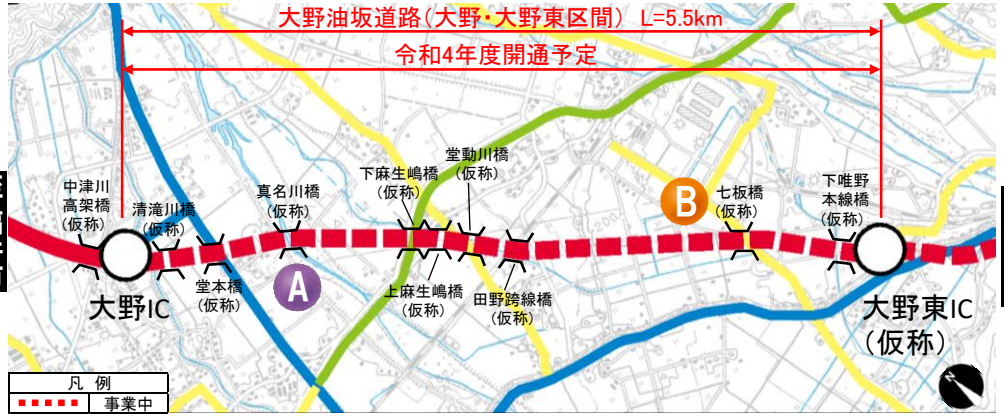 大野油坂道路(大野・大野東区間) L=5.5km
令和4年度開通予定
中津川
高架橋
(仮称)
清滝川橋
(仮称)
堂本橋
(仮称)
真名川橋
(仮称)
下麻生嶋橋
(仮称)
堂動川橋
(仮称)
上麻生嶋橋
(仮称)
田野跨線橋
(仮称)
七板橋
(仮称)
下唯野
本線橋
(仮称)
A
B
大野IC
大野東IC
(仮称)
凡 例
事業中